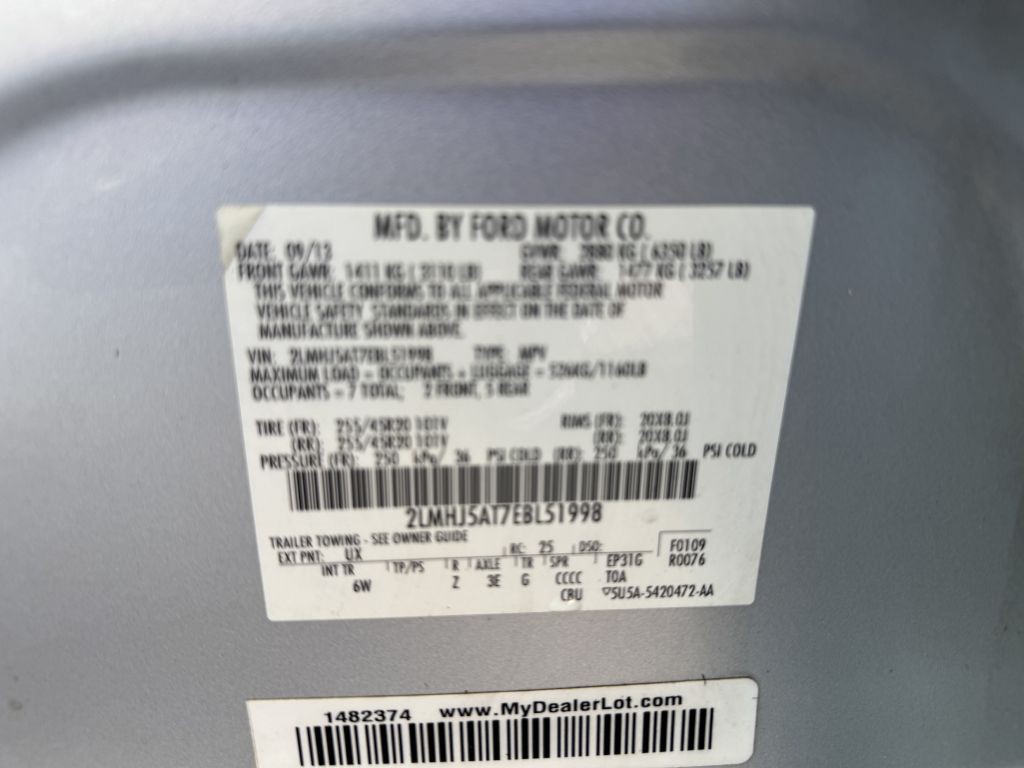 MFD. BY FORD MOTOR CO.
DATE: 09/13 GVWR: 2880 KG ( 6350 LB)
FRONT GAWR: 1411 KG ( 3110 LB) REAR GAWR: 1477 KG ( 3257 LB)
THIS VEHICLE CONFORMS TO ALL APPLICABLE FEDERAL MOTOR
VEHICLE SAFETY STANDARDS IN EFFECT ON THE DATE OF
MANUFACTURE SHOWN ABOVE.
VIN: 2LMHJ5AT7EBL51998 TYPE: MPV
MAXIMUM LOAD - OCCUPANTS + LUGGAGE = 526KG/1160LB
OCCUPANTS - 7 TOTAL; 2 FRONT, 5 REAR
TIRE (FR): 255/45R20 101V RIMS (FR): 20X8.0J
(RR): 255/45R20 101V (RR): 20X8.0J
PRESSURE (FR): 250 kPa/ 36 PSI COLD (RR): 250 kPa/ 36 PSI COLD
2LMHJ5AT7EBL51998
TRAILER TOWING - SEE OWNER GUIDE
EXT PNT: UX RC: 25 DSO: F0109
INT TR TP/PS R AXLE TR SPR EP31G R0076
6W Z 3E G CCCC TOA
CRU ▽5U5A-5420472-AA
1482374 www.MyDealerLot.com